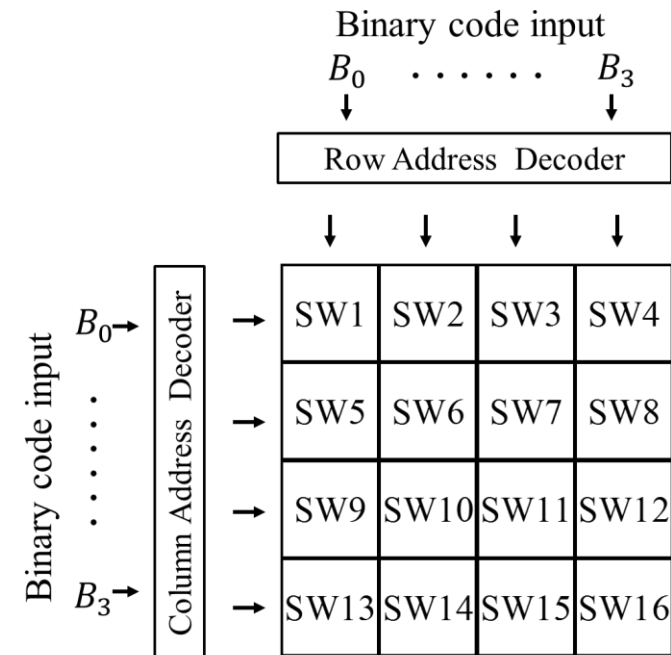 Binary code input
B₀ . . . . . . B₃
Row Address Decoder
Binary code input
B₀
. . . . . .
B₃
Column Address Decoder
SW1 SW2 SW3 SW4
SW5 SW6 SW7 SW8
SW9 SW10 SW11 SW12
SW13 SW14 SW15 SW16